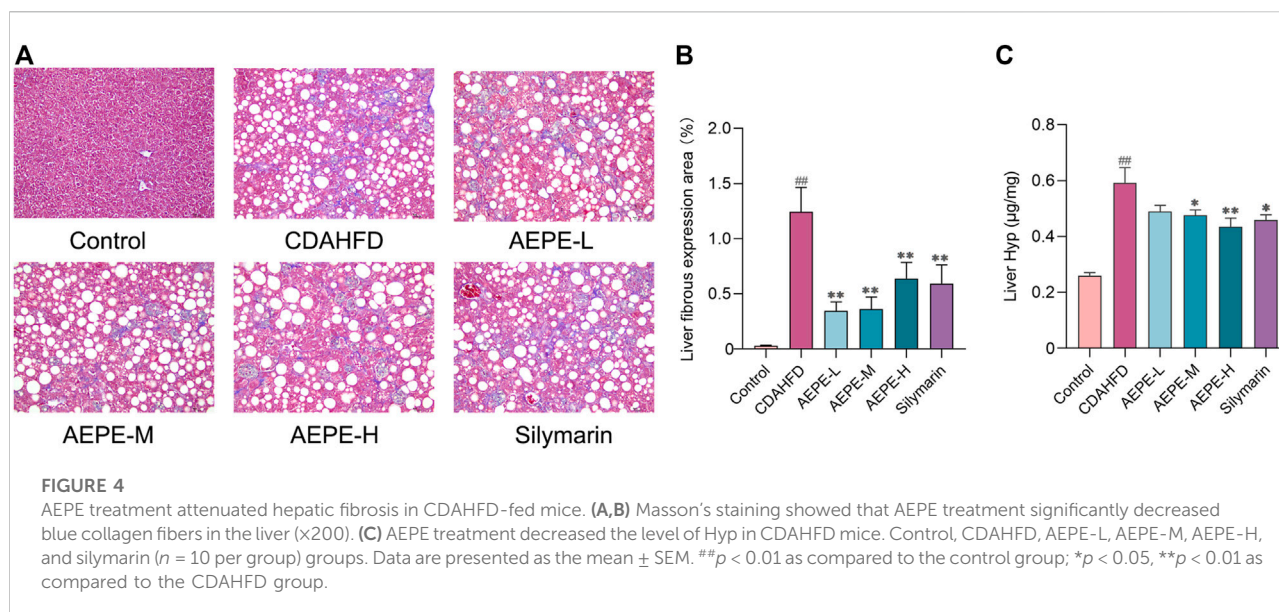 A
Control
CDAHFD
AEPE-L
AEPE-M
AEPE-H
Silymarin
B
Liver fibrous expression area (%)
2.0
1.5
1.0
0.5
0.0
##
**
**
**
**
Control
CDAHFD
AEPE-L
AEPE-M
AEPE-H
Silymarin
C
Liver Hyp (μg/mg)
0.8
0.6
0.4
0.2
0
##
*
**
*
Control
CDAHFD
AEPE-L
AEPE-M
AEPE-H
Silymarin
FIGURE 4
AEPE treatment attenuated hepatic fibrosis in CDAHFD-fed mice. (A,B) Masson's staining showed that AEPE treatment significantly decreased
blue collagen fibers in the liver (×200). (C) AEPE treatment decreased the level of Hyp in CDAHFD mice. Control, CDAHFD, AEPE-L, AEPE-M, AEPE-H,
and silymarin (n = 10 per group) groups. Data are presented as the mean ± SEM. ##p < 0.01 as compared to the control group; *p < 0.05, **p < 0.01 as
compared to the CDAHFD group.